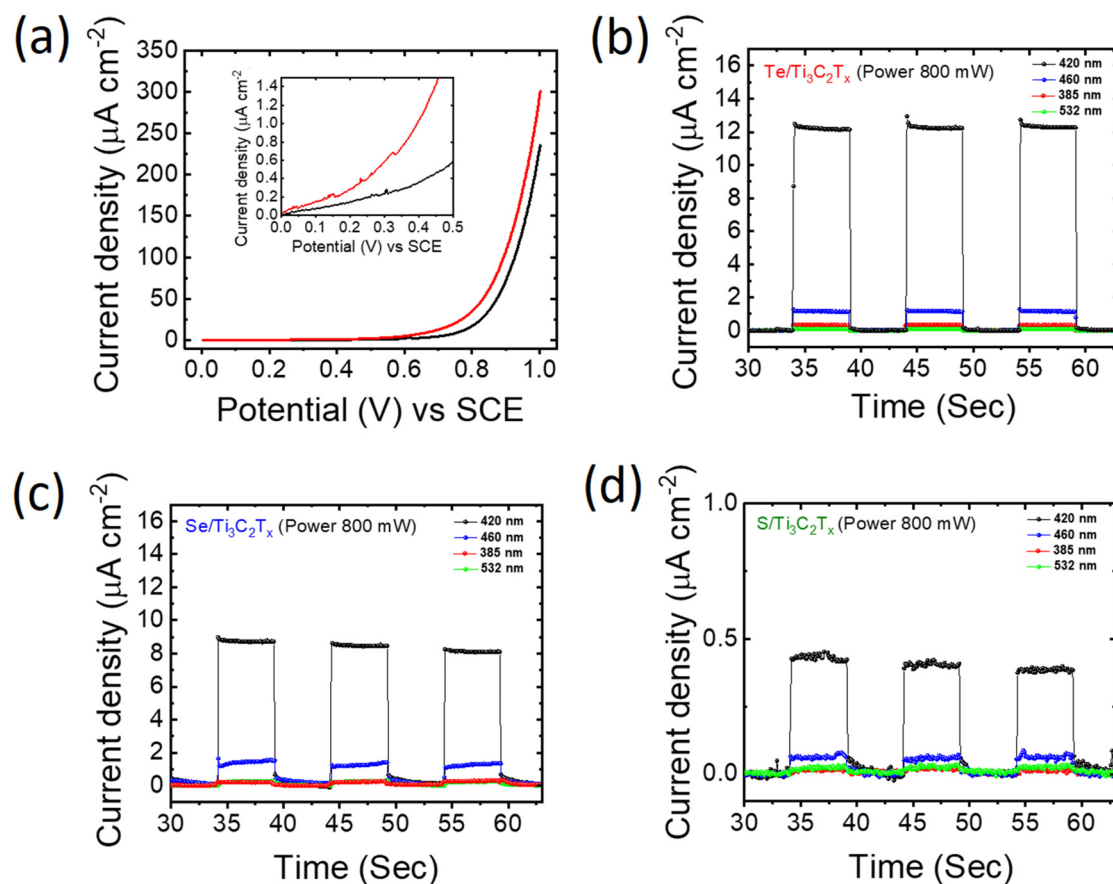 (a)
Current density (μA cm-2)
350
300
250
200
150
100
50
0
0.0 0.2 0.4 0.6 0.8 1.0
Potential (V) vs SCE
Current density (μA cm-2)
1.4
1.2
1.0
0.8
0.6
0.4
0.2
0.0
0.0 0.1 0.2 0.3 0.4 0.5
Potential (V) vs SCE
(b)
Current density (μA cm-2)
16
14
12
10
8
6
4
2
0
30 35 40 45 50 55 60
Time (Sec)
Te/Ti3C2Tx (Power 800 mW)
420 nm
460 nm
385 nm
532 nm
(c)
Current density (μA cm-2)
16
14
12
10
8
6
4
2
0
30 35 40 45 50 55 60
Time (Sec)
Se/Ti3C2Tx (Power 800 mW)
420 nm
460 nm
385 nm
532 nm
(d)
Current density (μA cm-2)
1.0
0.5
0.0
30 35 40 45 50 55 60
Time (Sec)
S/Ti3C2Tx (Power 800 mW)
420 nm
460 nm
385 nm
532 nm